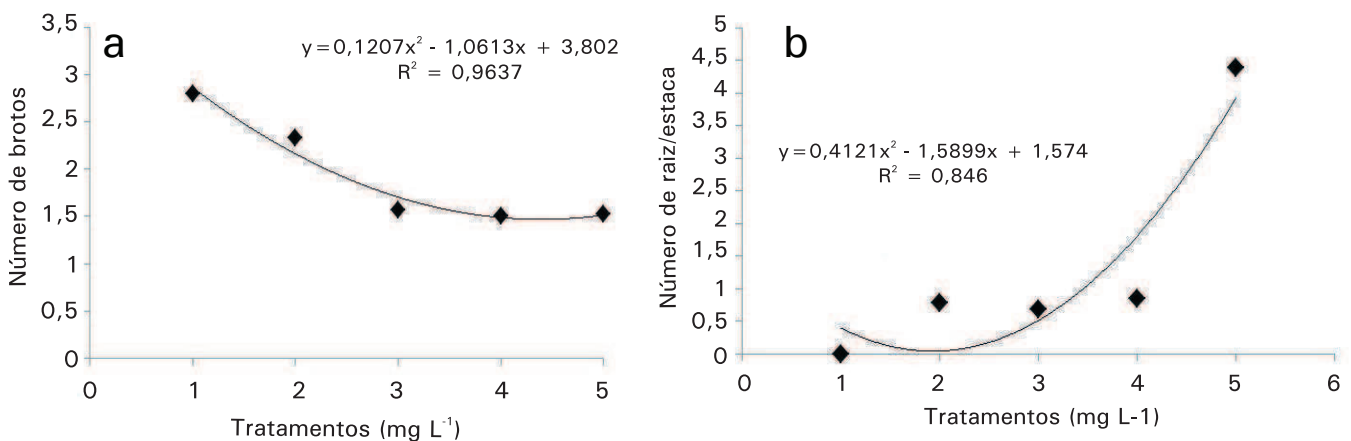 a
y=0,1207x² - 1,0613x + 3,802
R² = 0,9637
Número de brotos
3,5
3
2,5
2
1,5
1
0,5
0
0 1 2 3 4 5
Tratamentos (mg L⁻¹)
b
y=0,4121x² - 1,5899x + 1,574
R² = 0,846
Número de raiz/estaca
5
4,5
4
3,5
3
2,5
2
1,5
1
0,5
0
0 1 2 3 4 5 6
Tratamentos (mg L-1)